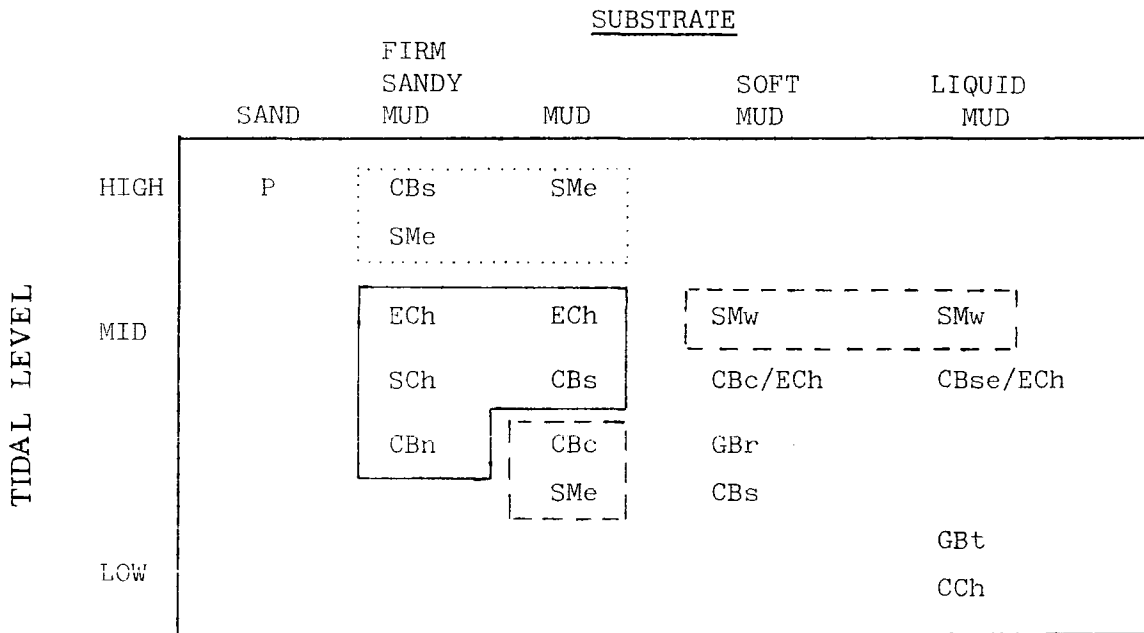 SUBSTRATE
FIRM
SANDY SOFT LIQUID
SAND MUD MUD MUD MUD
HIGH P CBs SMe
SMe
MID ECh ECh SMw SMw
SCh CBs CBc/ECh CBse/ECh
CBn CBc GBr
SMe CBs
GBt
LOW
CCh
TIDAL LEVEL